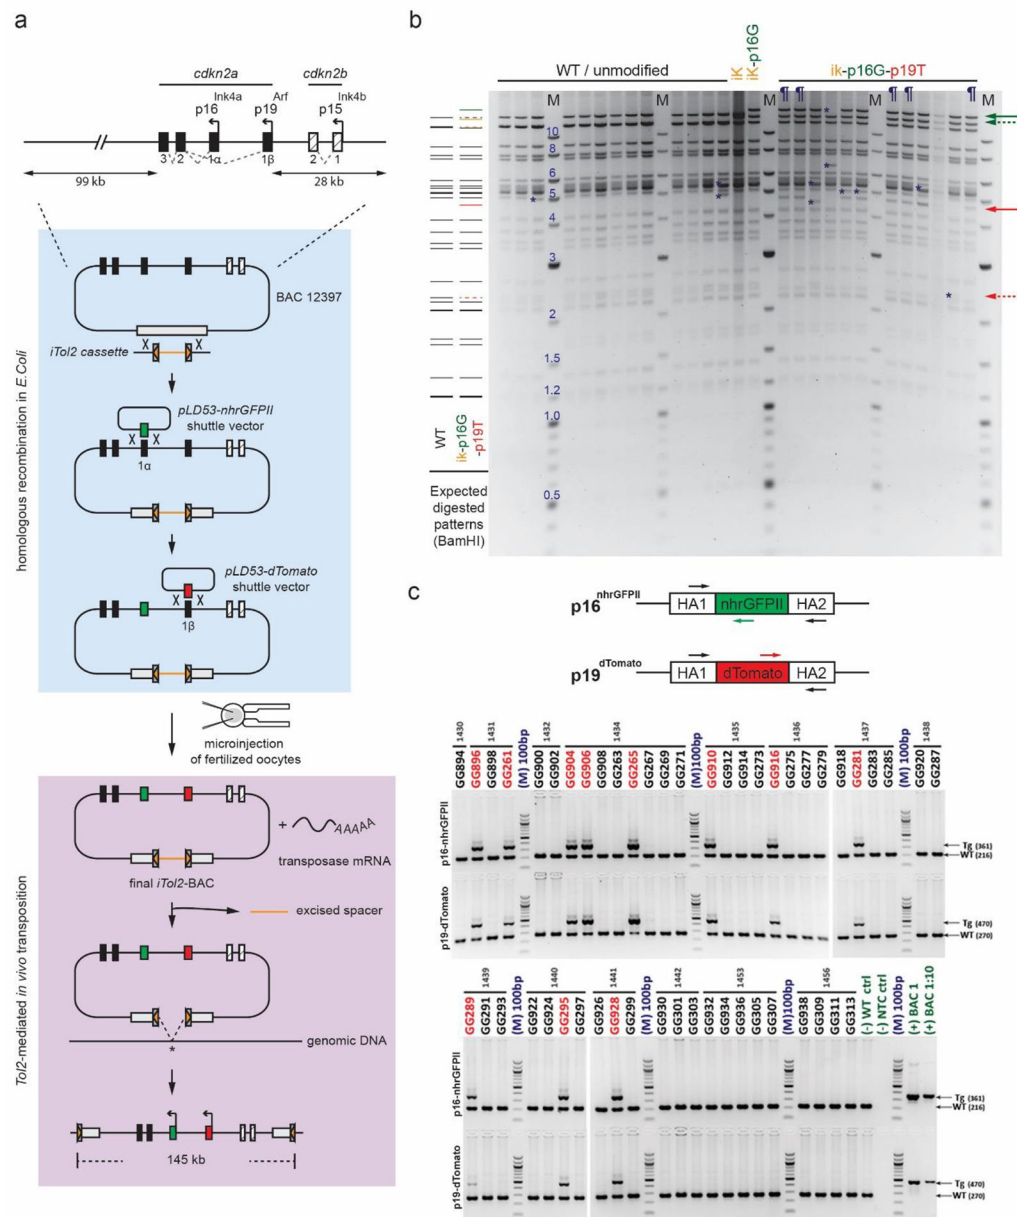 a
cdkn2a
cdkn2b
p16 Ink4a
p19 Arf
p15 Ink4b
3
2
1α
1β
2
1
99 kb
28 kb
homologous recombination in E.Coli
BAC 12397
iTol2 cassette
X X
pLD53-nhrGFPII
shuttle vector
X X
1α
pLD53-dTomato
shuttle vector
X X
1β
microinjection
of fertilized oocytes
Tol2-mediated in vivo transposition
+
AAAAA
transposase mRNA
final iTol2-BAC
excised spacer
genomic DNA
*
145 kb
b
WT / unmodified
iK
iK-p16G
ik-p16G-p19T
¶ ¶ ¶ ¶ ¶
M M M M M
10
8
6
5
4
3
2
1.5
1.2
1.0
0.5
WT
ik-p16G
-p19T
Expected
digested
patterns
(BamHI)
c
p16 nhrGFPII
HA1 nhrGFPII HA2
p19 dTomato
HA1 dTomato HA2
1430 1431 1432 1434 1435 1436 1437 1438
GG894 GG896 GG898 GG261 (M) 100bp GG900 GG902 GG904 GG906 GG908 GG263 GG265 GG267 GG269 GG271 (M)100bp GG910 GG912 GG914 GG273 GG916 GG275 GG277 GG279 GG918 GG281 GG283 GG285 (M) 100bp GG920 GG287
p16-nhrGFPII
Tg (361)
WT (216)
p19-dTomato
Tg (470)
WT (270)
1439 1440 1441 1442 1453 1456
GG289 GG291 GG293 (M) 100bp GG922 GG924 GG295 GG297 GG926 GG928 GG299 (M) 100bp GG930 GG301 GG303 GG932 GG934 GG936 GG305 GG307 (M)100bp GG938 GG309 GG311 GG313 (-) WT ctrl (-) NTC ctrl (M) 100bp (+) BAC 1 (+) BAC 1:10
p16-nhrGFPII
Tg (361)
WT (216)
p19-dTomato
Tg (470)
WT (270)